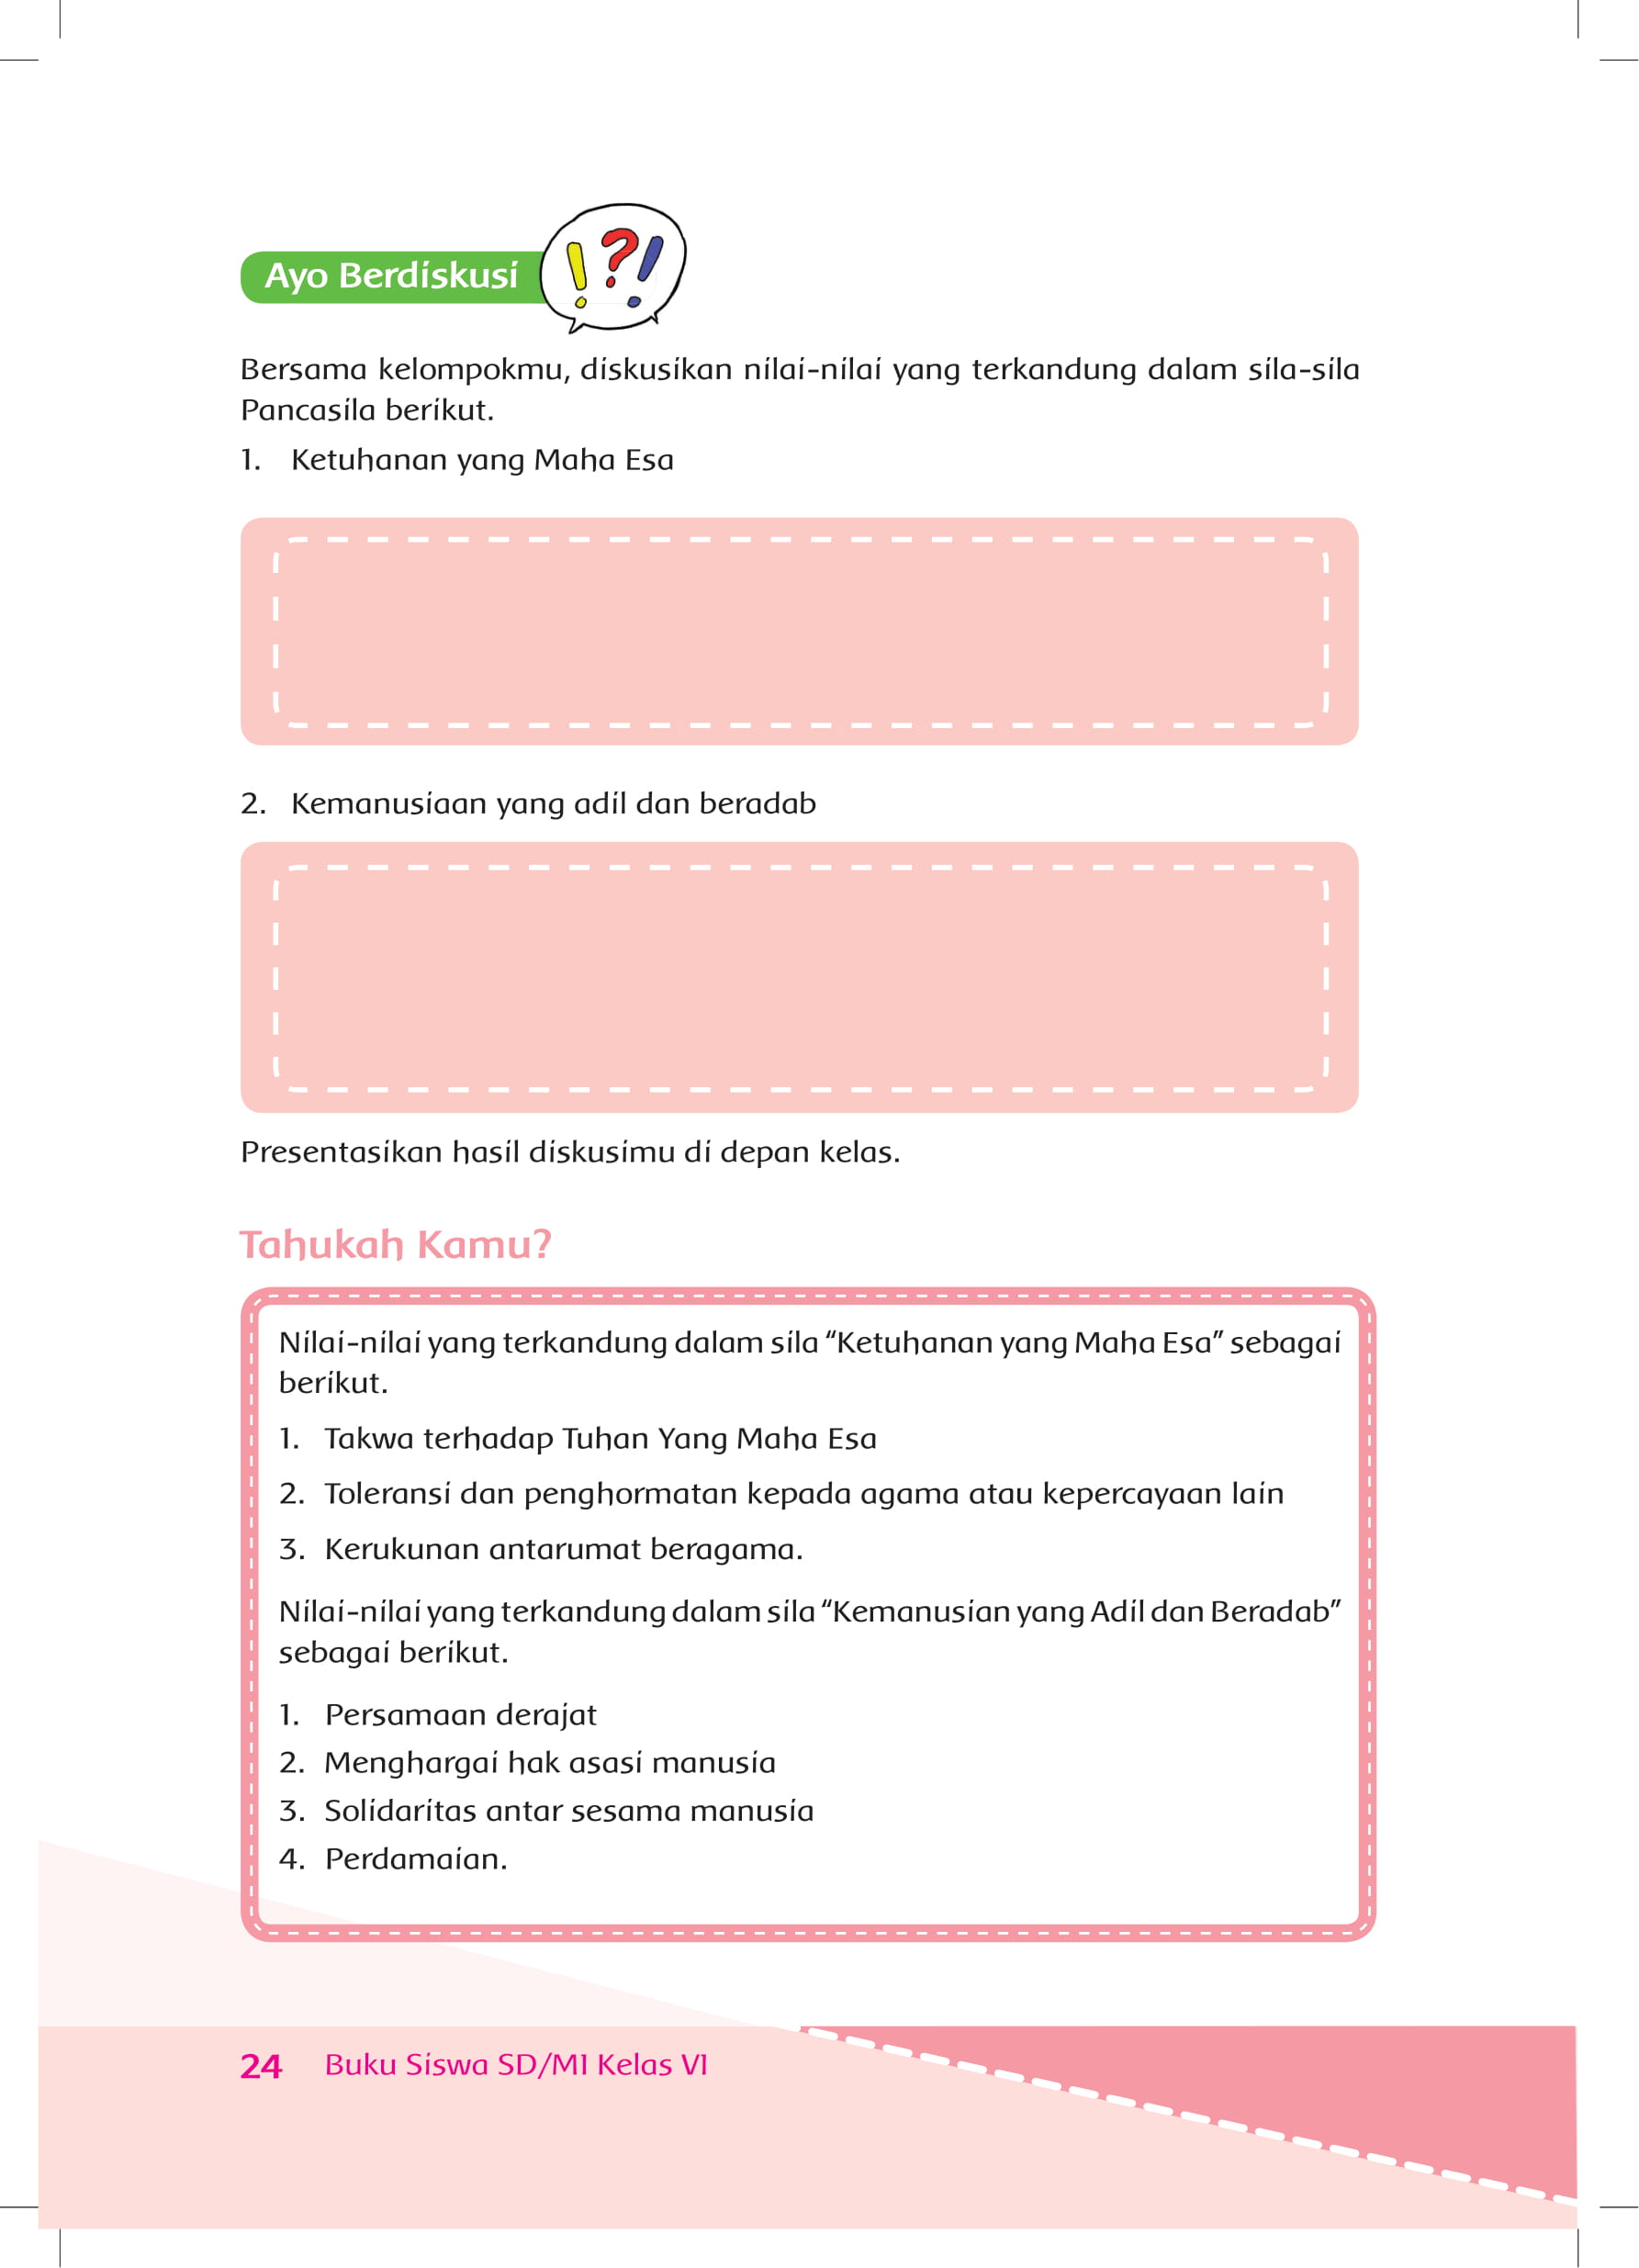 Ayo Berdiskusi
Bersama kelompokmu, diskusikan nilai-nilai yang terkandung dalam sila-sila
Pancasila berikut.
1. Ketuhanan yang Maha Esa
2. Kemanusiaan yang adil dan beradab
Presentasikan hasil diskusimu di depan kelas.
Tahukah Kamu?
Nilai-nilai yang terkandung dalam sila “Ketuhanan yang Maha Esa” sebagai
berikut.
1. Takwa terhadap Tuhan Yang Maha Esa
2. Toleransi dan penghormatan kepada agama atau kepercayaan lain
3. Kerukunan antarumat beragama.
Nilai-nilai yang terkandung dalam sila “Kemanusian yang Adil dan Beradab”
sebagai berikut.
1. Persamaan derajat
2. Menghargai hak asasi manusia
3. Solidaritas antar sesama manusia
4. Perdamaian.
24 Buku Siswa SD/MI Kelas VI